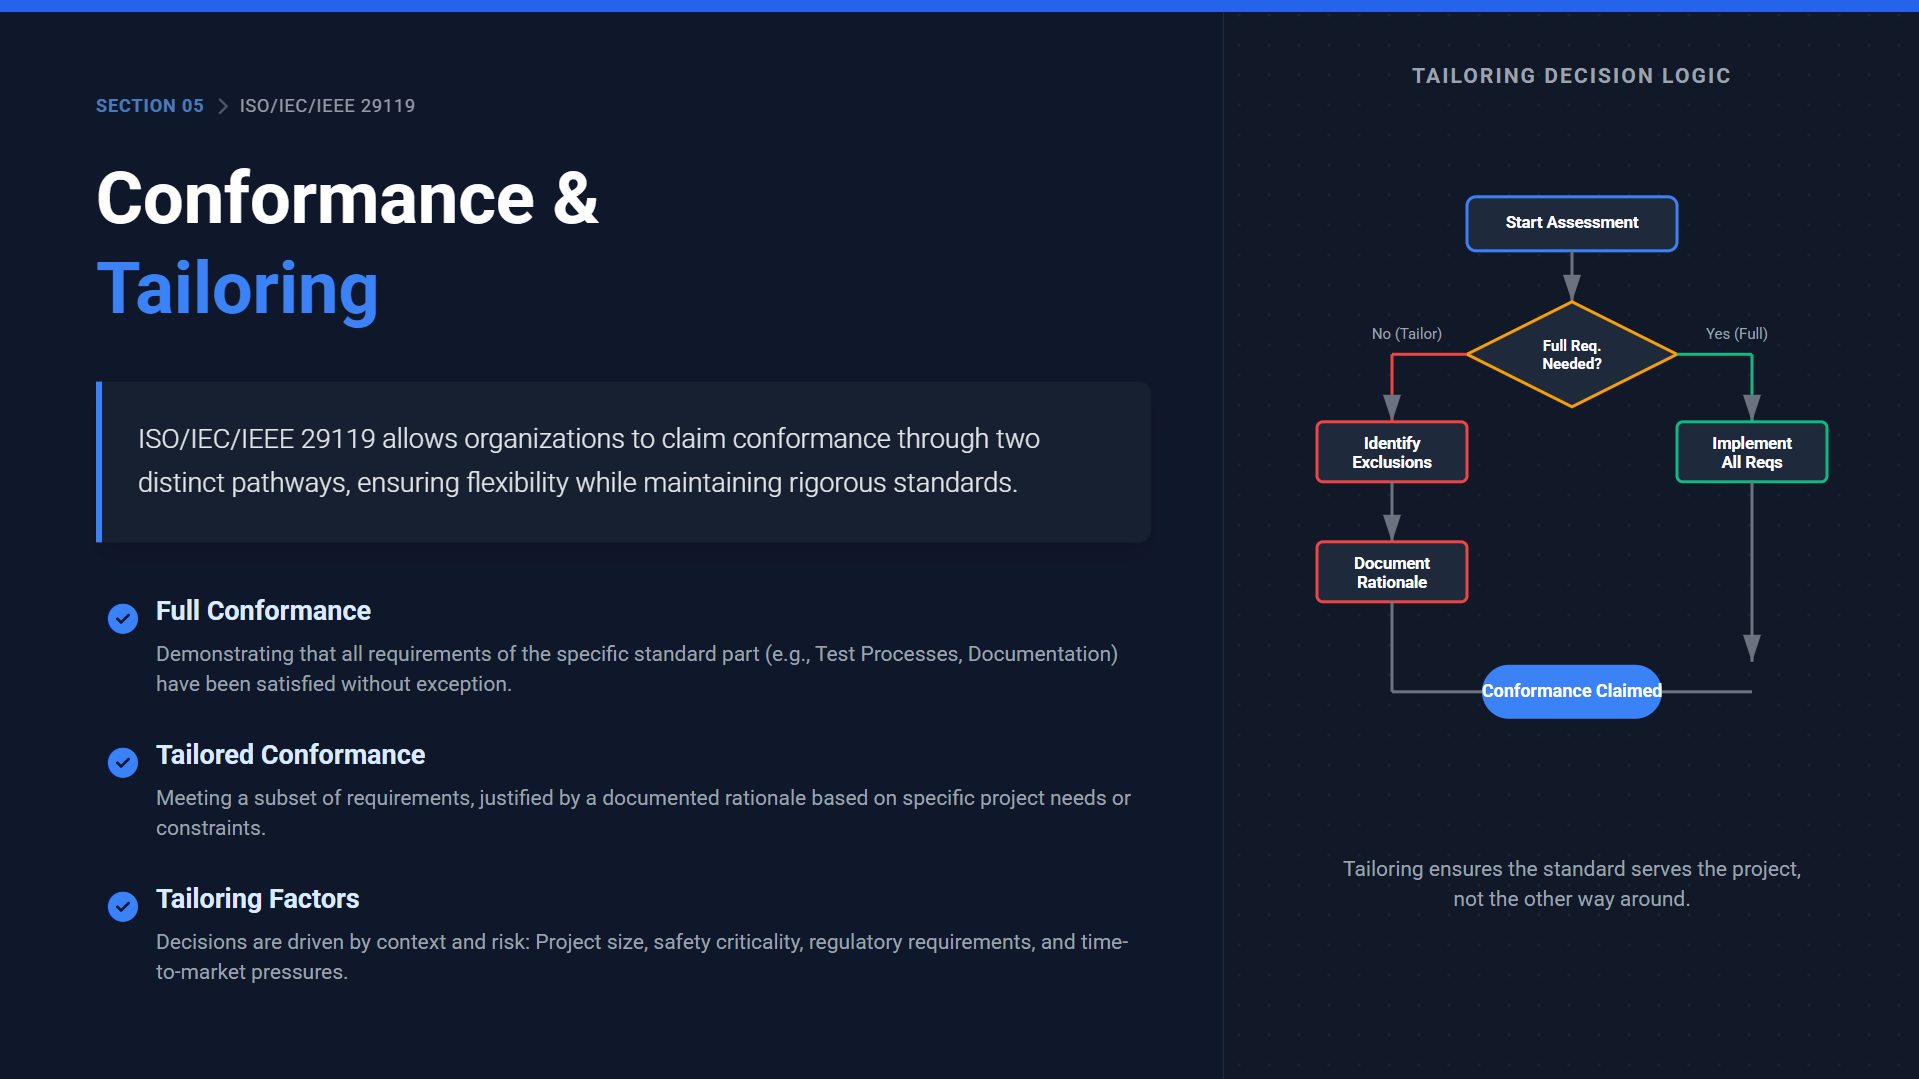 SECTION 05 > ISO/IEC/IEEE 29119
Conformance &
Tailoring
ISO/IEC/IEEE 29119 allows organizations to claim conformance through two
distinct pathways, ensuring flexibility while maintaining rigorous standards.
Full Conformance
Demonstrating that all requirements of the specific standard part (e.g., Test Processes, Documentation)
have been satisfied without exception.
Tailored Conformance
Meeting a subset of requirements, justified by a documented rationale based on specific project needs or
constraints.
Tailoring Factors
Decisions are driven by context and risk: Project size, safety criticality, regulatory requirements, and time-
to-market pressures.
TAILORING DECISION LOGIC
Start Assessment
Full Req.
Needed?
No (Tailor)
Yes (Full)
Identify
Exclusions
Implement
All Reqs
Document
Rationale
Conformance Claimed
Tailoring ensures the standard serves the project,
not the other way around.